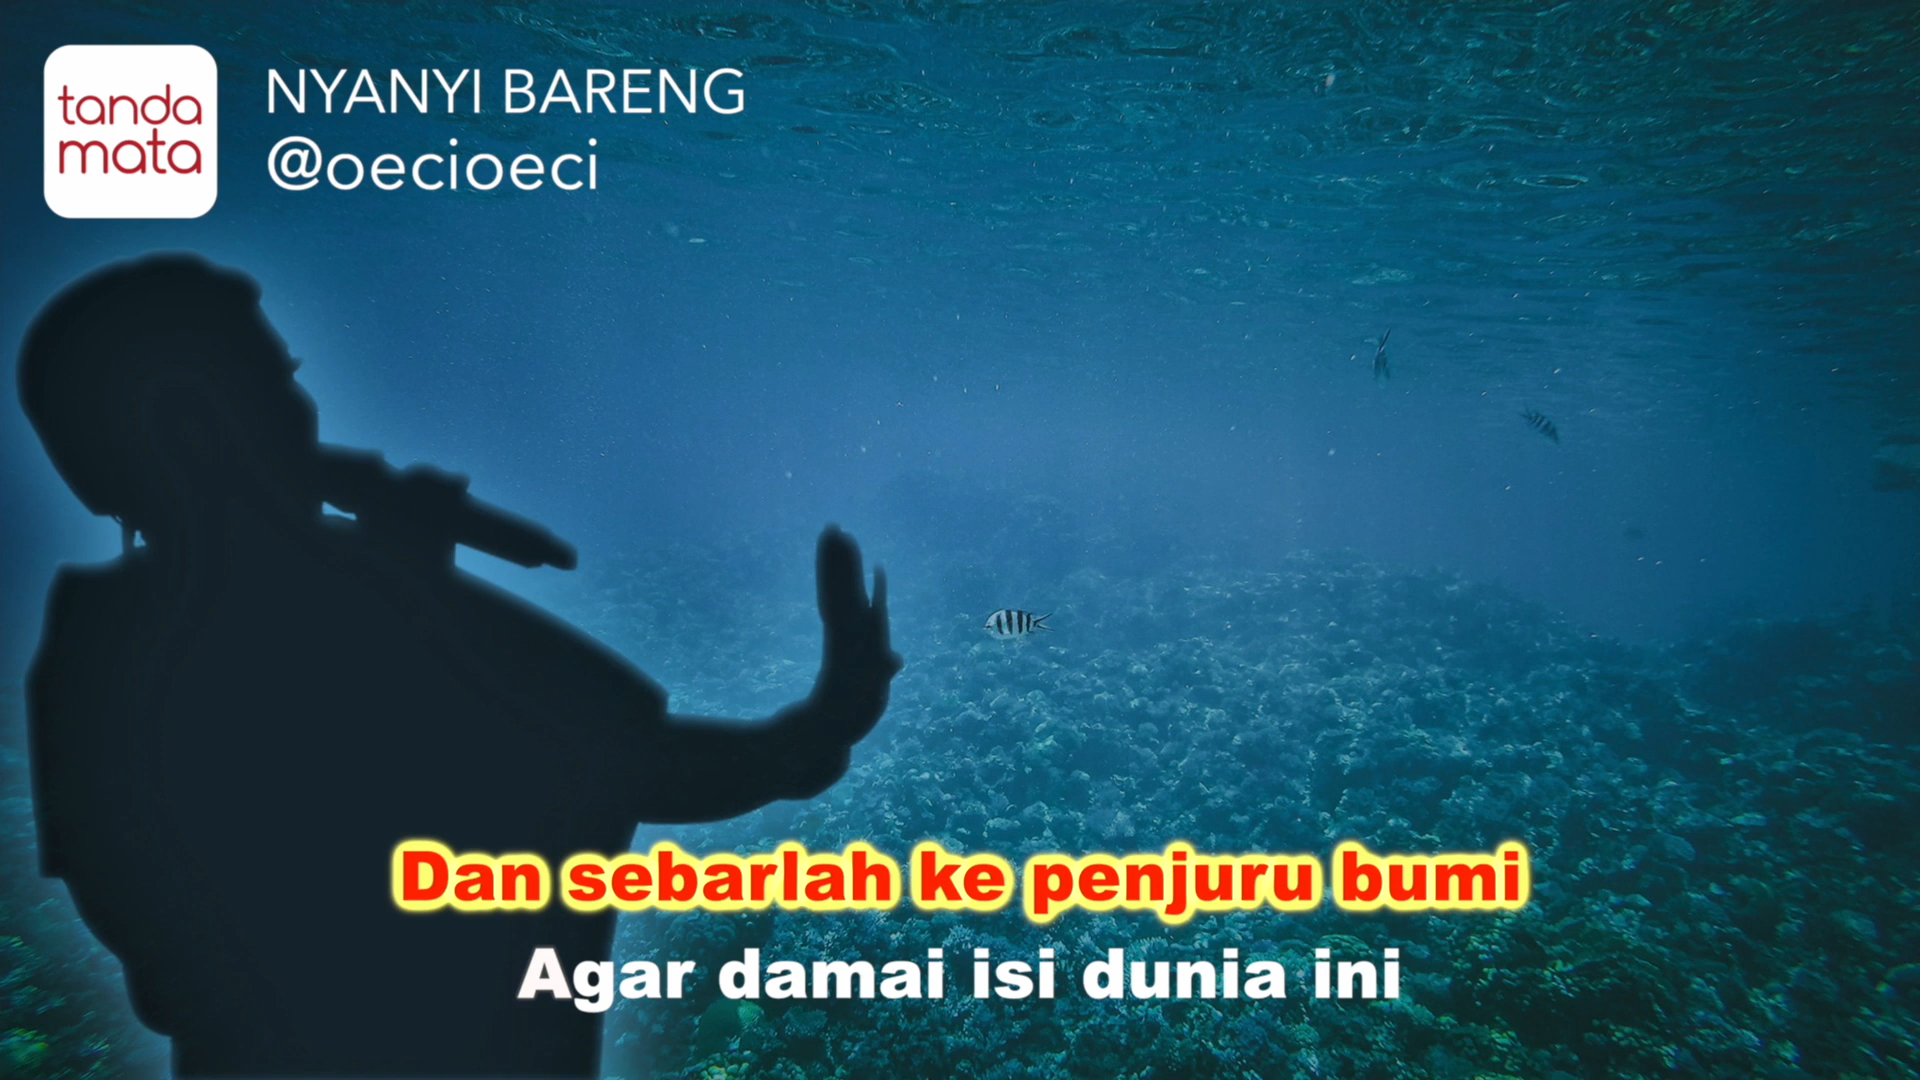 tanda
mata
NYANYI BARENG
@oecioeci
Dan sebarlah ke penjuru bumi
Agar damai isi dunia ini